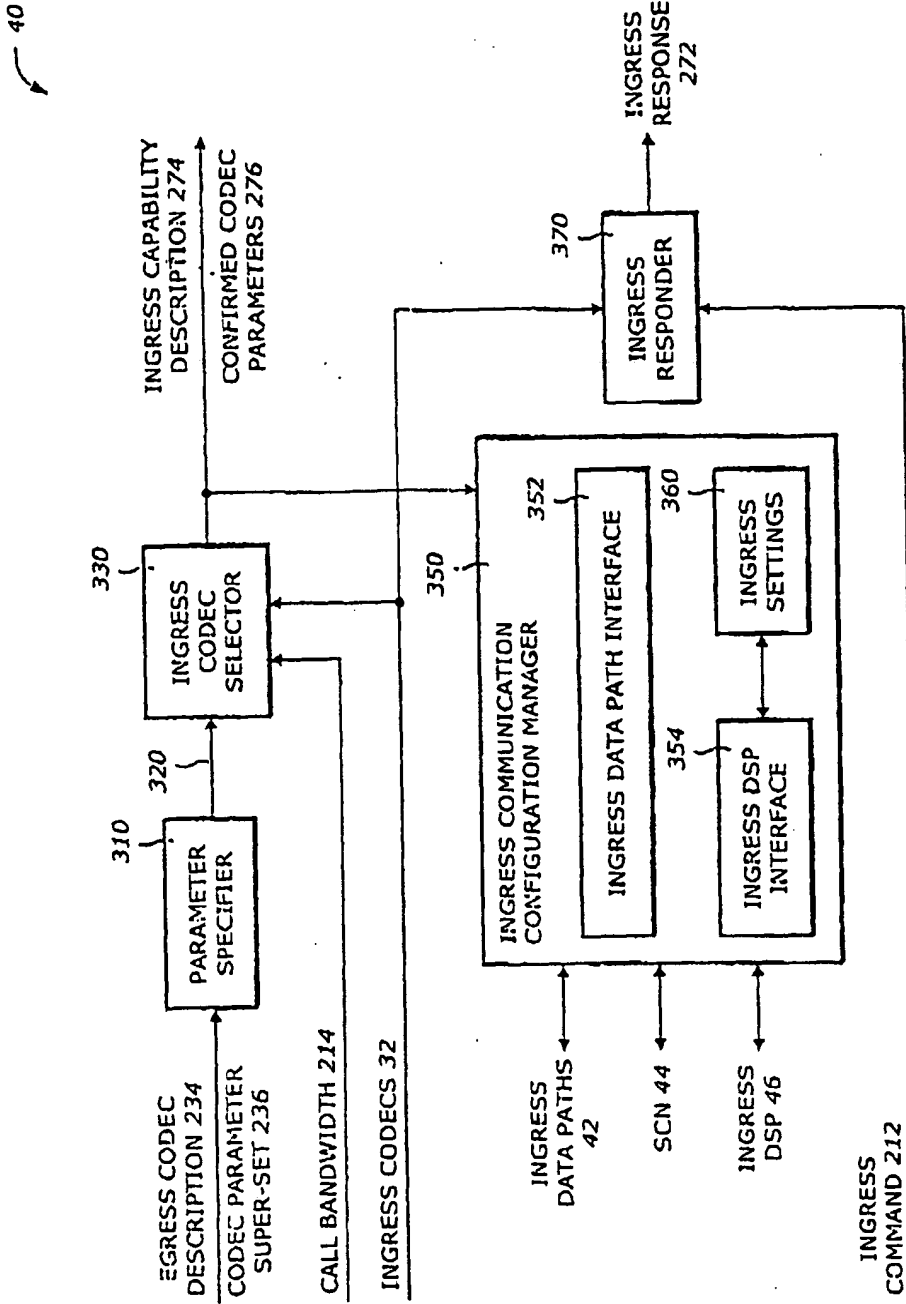 40
EGRESS CODEC
DESCRIPTION 234
CODEC PARAMETER
SUPER-SET 236
310
PARAMETER
SPECIFIER
320
330
INGRESS
CODEC
SELECTOR
INGRESS CAPABILITY
DESCRIPTION 274
CONFIRMED CODEC
PARAMETERS 276
CALL BANDWIDTH 214
INGRESS CODECS 32
350
INGRESS COMMUNICATION
CONFIGURATION MANAGER
352
INGRESS DATA PATH INTERFACE
354
INGRESS DSP
INTERFACE
360
INGRESS
SETTINGS
370
INGRESS
RESPONDER
INGRESS
RESPONSE
272
INGRESS
DATA PATHS
42
SCN 44
INGRESS
DSP 46
INGRESS
COMMAND 212